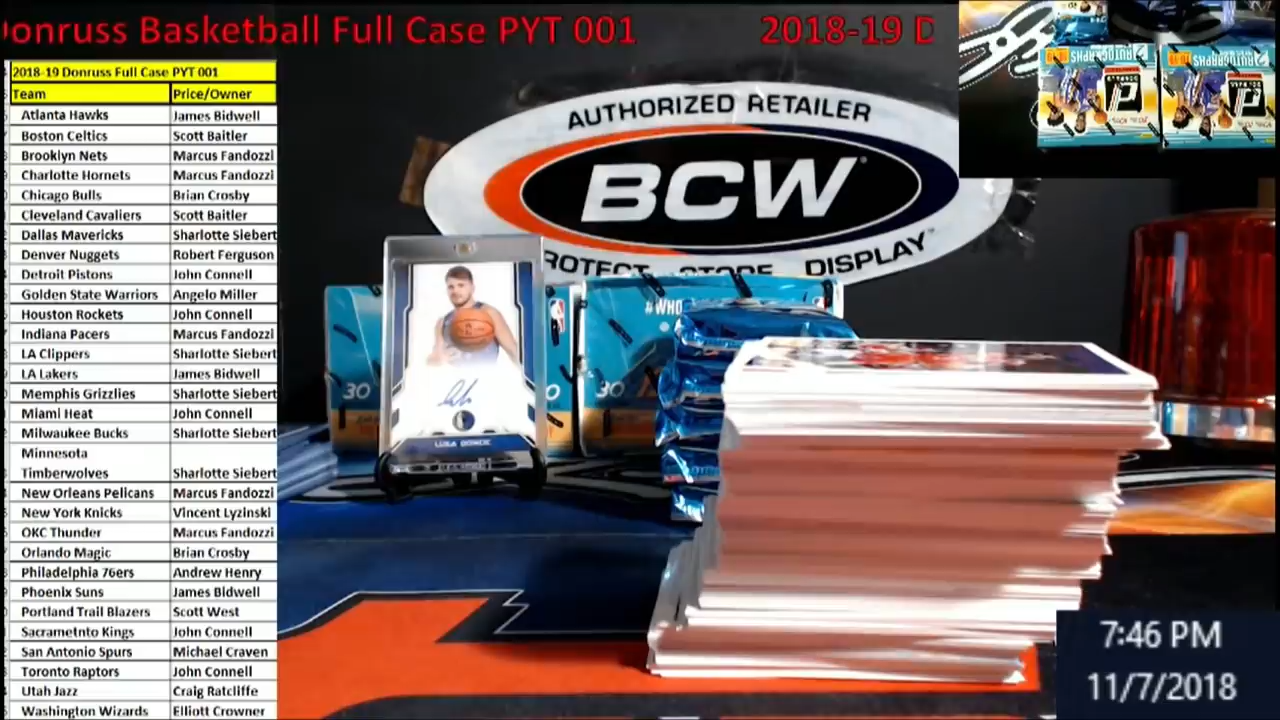 Donruss Basketball Full Case PYT 001 2018-19 D
2018-19 Donruss Full Case PYT 001
Team Price/Owner
Atlanta Hawks James Bidwell
Boston Celtics Scott Baitler
Brooklyn Nets Marcus Fandozzi
Charlotte Hornets Marcus Fandozzi
Chicago Bulls Brian Crosby
Cleveland Cavaliers Scott Baitler
Dallas Mavericks Sharlotte Siebert
Denver Nuggets Robert Ferguson
Detroit Pistons John Connell
Golden State Warriors Angelo Miller
Houston Rockets John Connell
Indiana Pacers Marcus Fandozzi
LA Clippers Sharlotte Siebert
LA Lakers James Bidwell
Memphis Grizzlies Sharlotte Siebert
Miami Heat John Connell
Milwaukee Bucks Sharlotte Siebert
Minnesota
Timberwolves Sharlotte Siebert
New Orleans Pelicans Marcus Fandozzi
New York Knicks Vincent Lyzinski
OKC Thunder Marcus Fandozzi
Orlando Magic Brian Crosby
Philadelphia 76ers Andrew Henry
Phoenix Suns James Bidwell
Portland Trail Blazers Scott West
Sacrametnto Kings John Connell
San Antonio Spurs Michael Craven
Toronto Raptors John Connell
Utah Jazz Craig Ratcliffe
Washington Wizards Elliott Crowner
AUTHORIZED RETAILER
BCW
PROTECT STORE DISPLAY
#WHO
30
30
LUKA DONCIC
AUTOGRAPHS
7:46 PM
11/7/2018